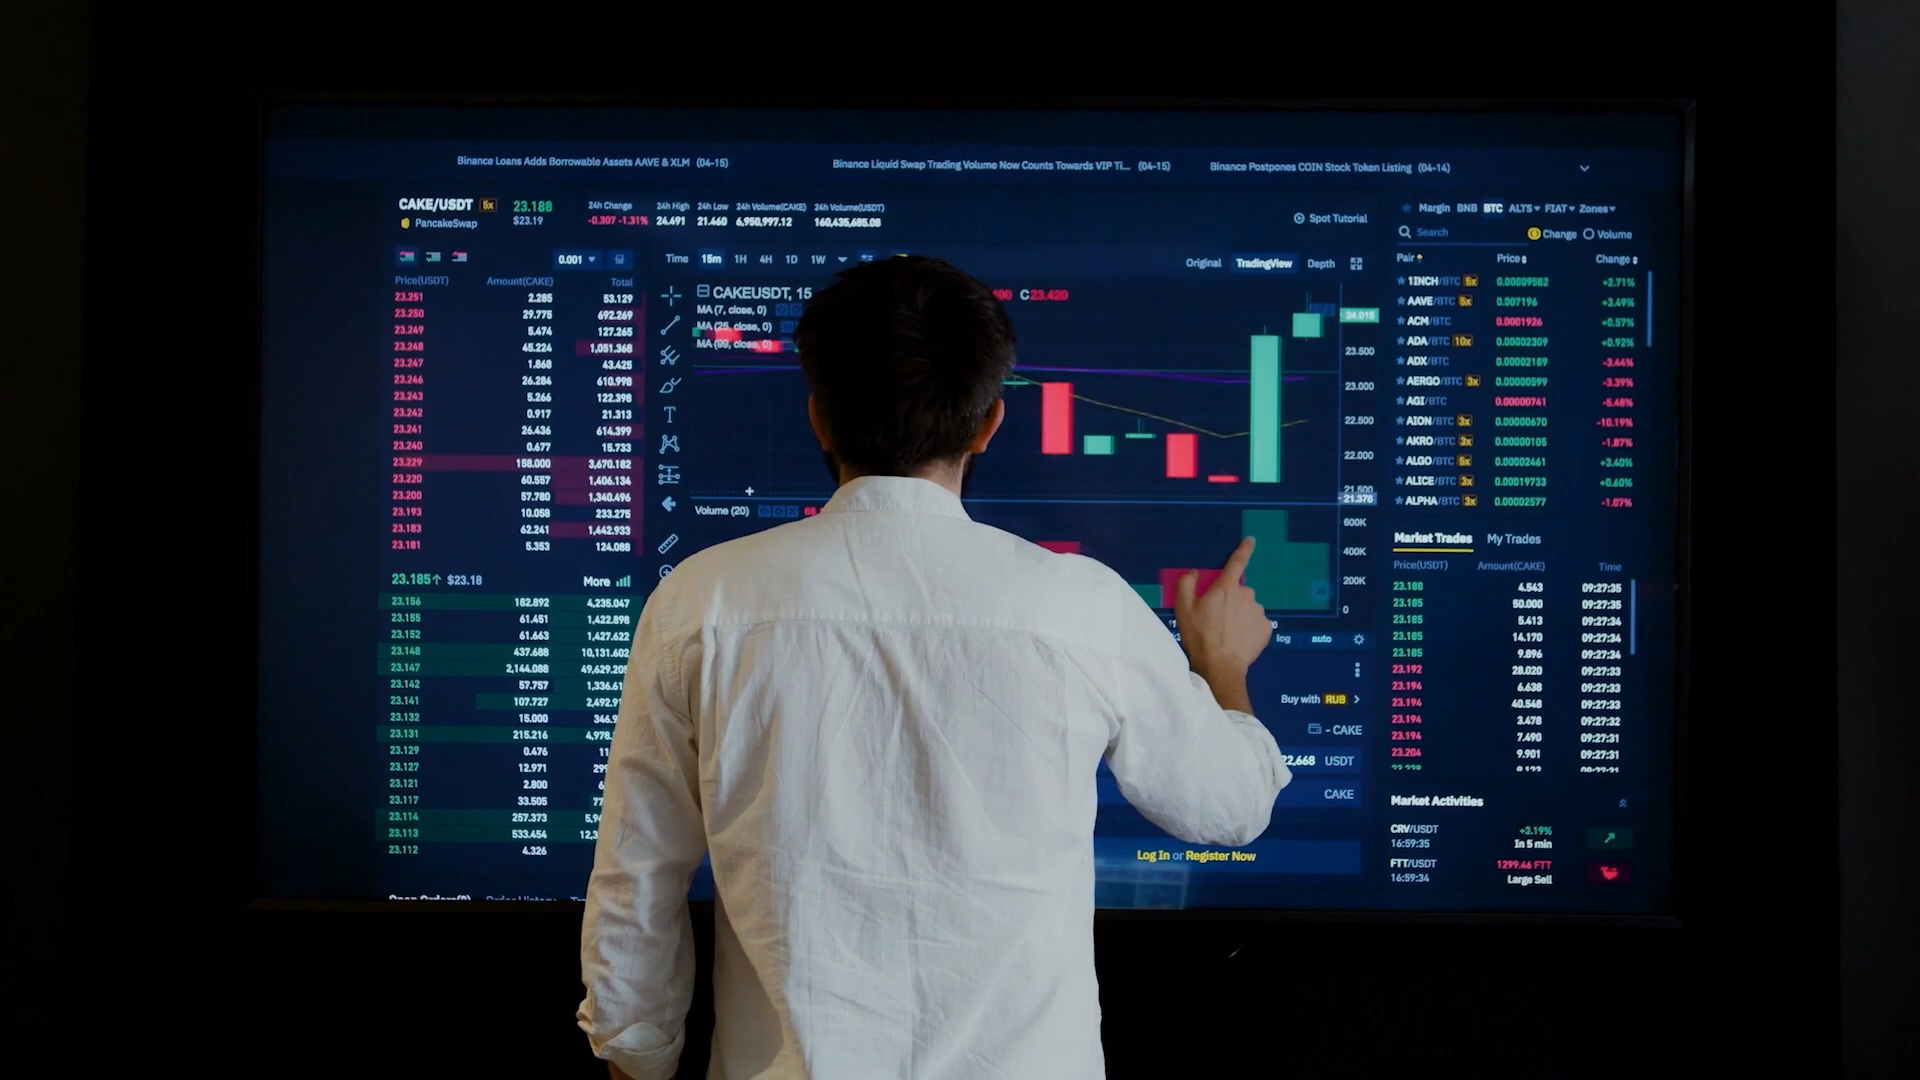 Binance Loans Adds Borrowable Assets AAVE & XLM (04-15)
Binance Liquid Swap Trading Volume Now Counts Towards VIP Ti... (04-15)
Binance Postpones COIN Stock Token Listing (04-14)
CAKE/USDT 5x
PancakeSwap
23.188
$23.19
24h Change
-0.307 -1.31%
24h High
24.491
24h Low
21.460
24h Volume(CAKE)
6,950,997.12
24h Volume(USDT)
160,435,685.08
Spot Tutorial
0.001
Price(USDT) Amount(CAKE) Total
23.251 2.285 53.129
23.250 29.775 692.269
23.249 5.474 127.265
23.248 45.224 1,051.368
23.247 1.868 43.425
23.246 26.284 610.998
23.243 5.266 122.398
23.242 0.917 21.313
23.241 26.436 614.399
23.240 0.677 15.733
23.229 158.000 3,670.182
23.220 60.557 1,406.134
23.200 57.780 1,340.496
23.193 10.058 233.275
23.183 62.241 1,442.933
23.181 5.353 124.088
23.185↑ $23.18 More
23.156 182.892 4,235.047
23.155 61.451 1,422.898
23.152 61.663 1,427.622
23.148 437.688 10,131.602
23.147 2,144.088 49,629.205
23.142 57.757 1,336.6
23.141 107.727 2,492.9
23.132 15.000 346.
23.131 215.216 4,978.
23.129 0.476 11
23.127 12.971 29
23.121 2.800 6
23.117 33.505 77
23.114 257.373 5,9
23.113 533.454 12,3
23.112 4.326
Open Orders(0) Order History
Time 15m 1H 4H 1D 1W
Original TradingView Depth
CAKEUSDT, 15
C23.420
MA (7, close, 0)
MA (25, close, 0)
MA (99, close, 0)
24.015
23.500
23.000
22.500
22.000
21.500
21.376
Volume (20)
600K
400K
200K
0
log auto
Buy with RUB
- CAKE
22,668 USDT
CAKE
Log In or Register Now
Margin BNB BTC ALTS FIAT Zones
Search
Change Volume
Pair Price Change
1INCH/BTC 5x 0.00009582 +2.71%
AAVE/BTC 5x 0.007196 +3.49%
ACM/BTC 0.0001926 +0.57%
ADA/BTC 10x 0.00002309 +0.92%
ADX/BTC 0.00002189 -3.44%
AERGO/BTC 3x 0.00000599 -3.39%
AGI/BTC 0.00000741 -5.48%
AION/BTC 3x 0.00000670 -10.19%
AKRO/BTC 3x 0.00000105 -1.87%
ALGO/BTC 5x 0.00002461 +3.40%
ALICE/BTC 3x 0.00019733 +0.60%
ALPHA/BTC 3x 0.00002577 -1.07%
Market Trades My Trades
Price(USDT) Amount(CAKE) Time
23.188 4.543 09:27:35
23.185 50.000 09:27:35
23.185 5.413 09:27:34
23.185 14.170 09:27:34
23.185 9.896 09:27:34
23.192 28.020 09:27:33
23.194 6.638 09:27:33
23.194 40.548 09:27:33
23.194 3.478 09:27:32
23.194 7.490 09:27:31
23.204 9.901 09:27:31
Market Activities
CRV/USDT +3.19%
16:59:35 In 5 min
FTT/USDT 1299.46 FTT
16:59:34 Large Sell